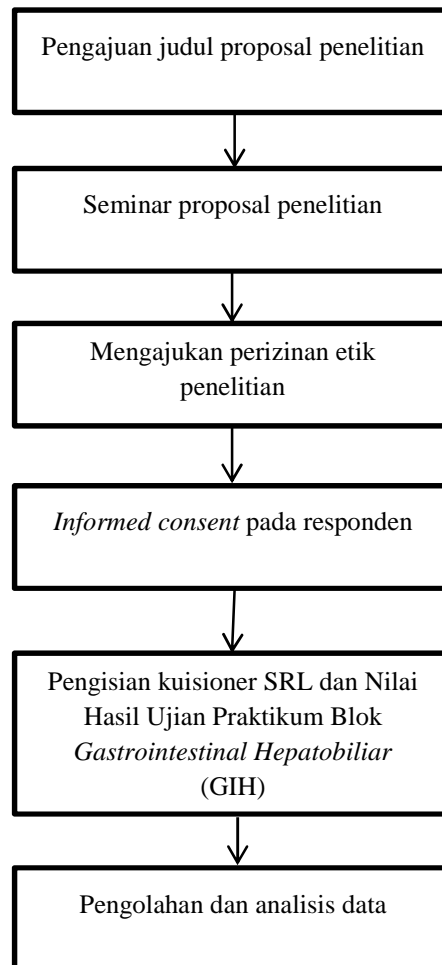 Pengajuan judul proposal penelitian
Seminar proposal penelitian
Mengajukan perizinan etik
penelitian
Informed consent pada responden
Pengisian kuisioner SRL dan Nilai
Hasil Ujian Praktikum Blok
Gastrointestinal Hepatobiliar
(GIH)
Pengolahan dan analisis data